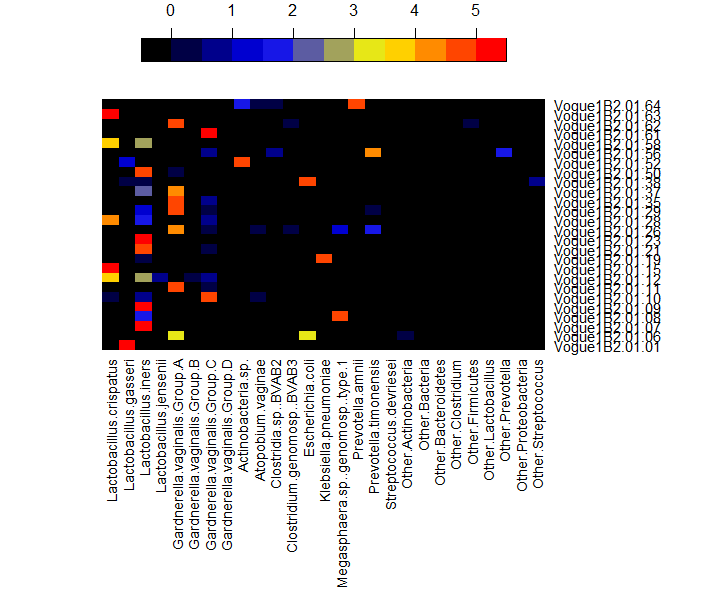 0 1 2 3 4 5
Vogue1B2.01.64
Vogue1B2.01.63
Vogue1B2.01.62
Vogue1B2.01.61
Vogue1B2.01.58
Vogue1B2.01.56
Vogue1B2.01.52
Vogue1B2.01.50
Vogue1B2.01.38
Vogue1B2.01.37
Vogue1B2.01.35
Vogue1B2.01.29
Vogue1B2.01.28
Vogue1B2.01.26
Vogue1B2.01.23
Vogue1B2.01.21
Vogue1B2.01.19
Vogue1B2.01.15
Vogue1B2.01.12
Vogue1B2.01.11
Vogue1B2.01.10
Vogue1B2.01.09
Vogue1B2.01.08
Vogue1B2.01.07
Vogue1B2.01.06
Vogue1B2.01.01
Lactobacillus.crispatus
Lactobacillus.gasseri
Lactobacillus.iners
Lactobacillus.jensenii
Gardnerella.vaginalis.Group.A
Gardnerella.vaginalis.Group.B
Gardnerella.vaginalis.Group.C
Gardnerella.vaginalis.Group.D
Actinobacteria.sp.
Atopobium.vaginae
Clostridia.sp..BVAB2
Clostridium.genomosp..BVAB3
Escherichia.coli
Klebsiella.pneumoniae
Megasphaera.sp..genomosp..type.1
Prevotella.amnii
Prevotella.timonensis
Streptococcus.devriesei
Other.Actinobacteria
Other.Bacteria
Other.Bacteroidetes
Other.Clostridium
Other.Firmicutes
Other.Lactobacillus
Other.Prevotella
Other.Proteobacteria
Other.Streptococcus